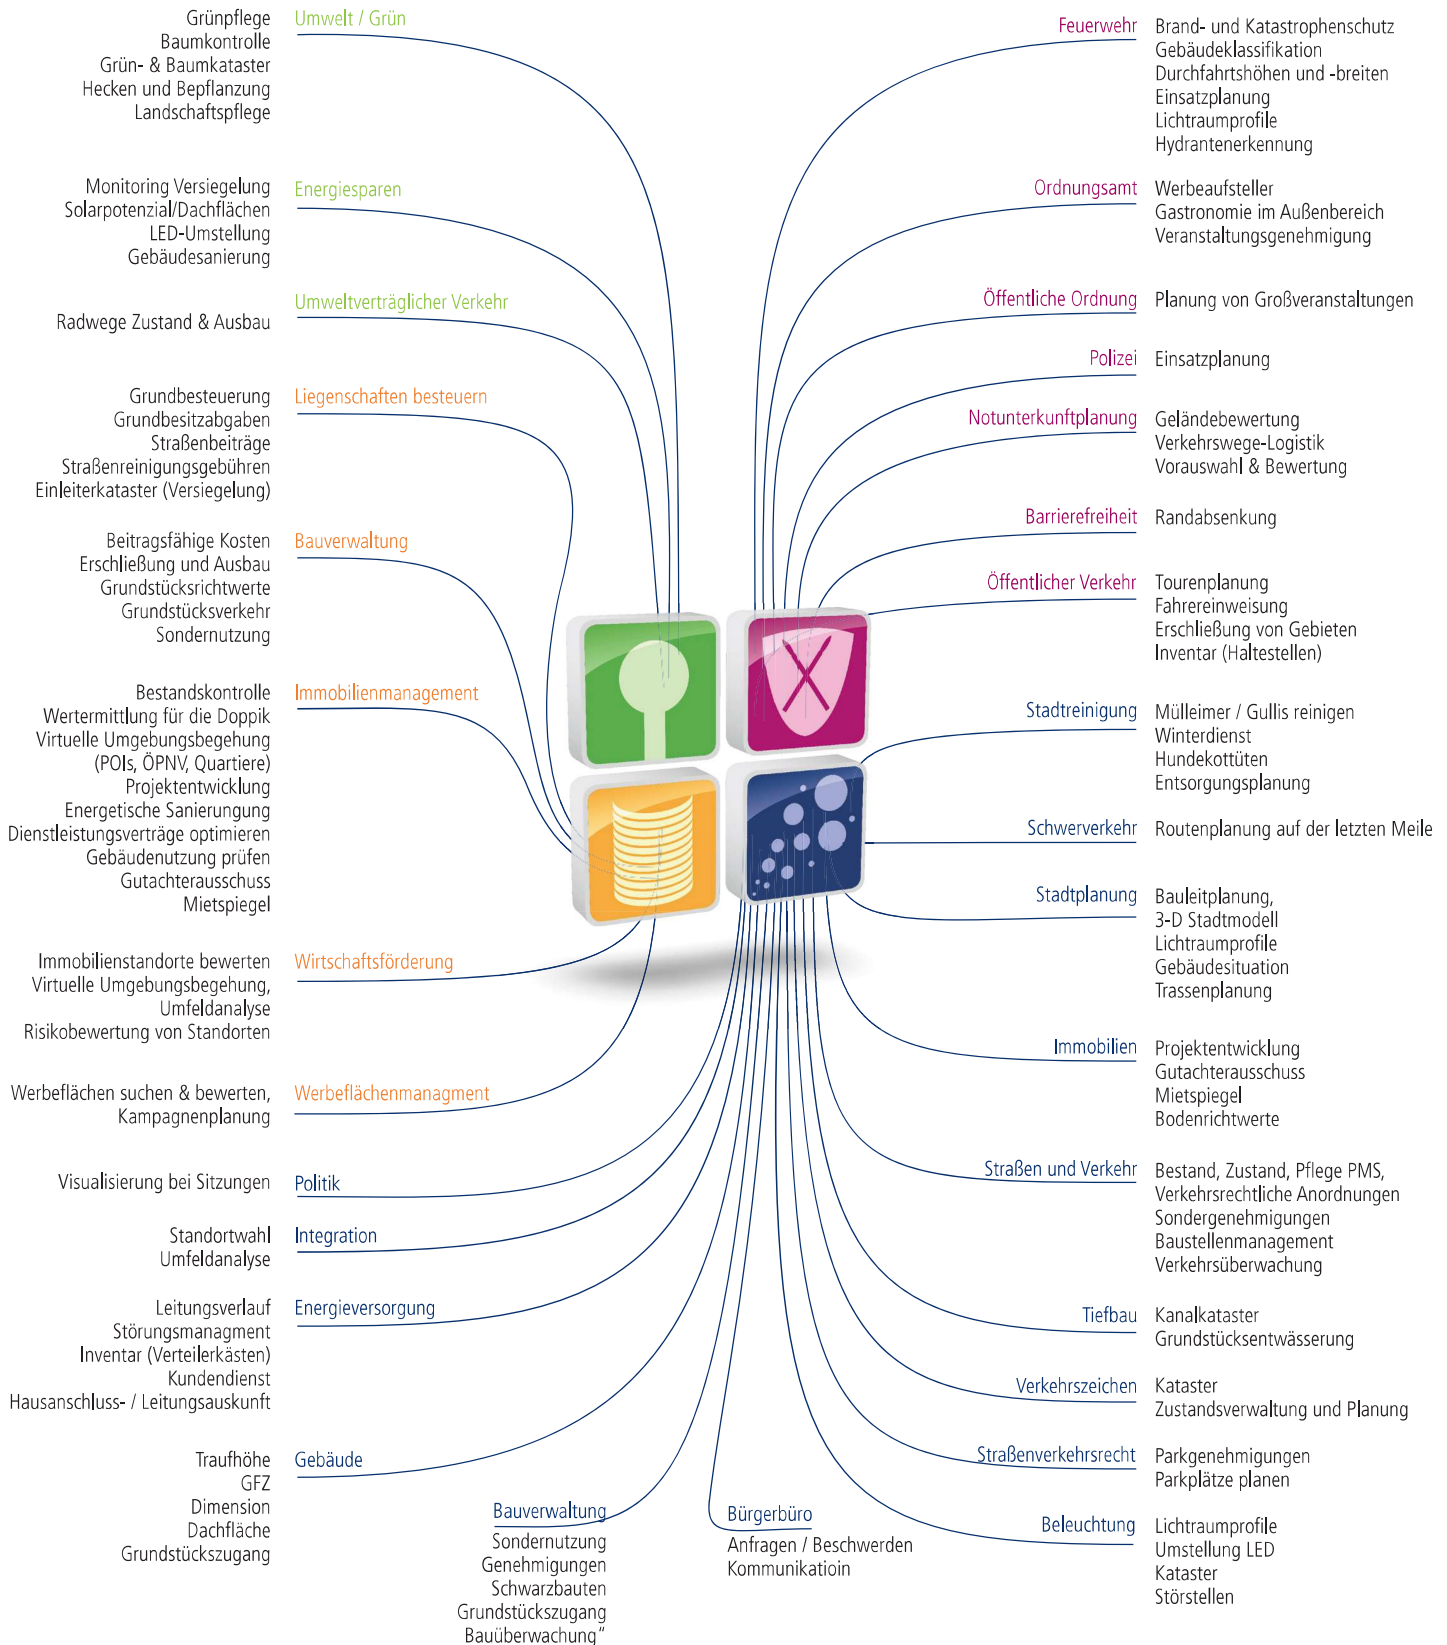 Umwelt / Grün
Grünpflege
Baumkontrolle
Grün- & Baumkataster
Hecken und Bepflanzung
Landschaftspflege
Energiesparen
Monitoring Versiegelung
Solarpotenzial/Dachflächen
LED-Umstellung
Gebäudesanierung
Umweltverträglicher Verkehr
Radwege Zustand & Ausbau
Liegenschaften besteuern
Grundbesteuerung
Grundbesitzabgaben
Straßenbeiträge
Straßenreinigungsgebühren
Einleiterkataster (Versiegelung)
Bauverwaltung
Beitragsfähige Kosten
Erschließung und Ausbau
Grundstücksrichtwerte
Grundstücksverkehr
Sondernutzung
Immobilienmanagement
Bestandskontrolle
Wertermittlung für die Doppik
Virtuelle Umgebungsbegehung
(POIs, ÖPNV, Quartiere)
Projektentwicklung
Energetische Sanierungung
Dienstleistungsverträge optimieren
Gebäudenutzung prüfen
Gutachterausschuss
Mietspiegel
Wirtschaftsförderung
Immobilienstandorte bewerten
Virtuelle Umgebungsbegehung,
Umfeldanalyse
Risikobewertung von Standorten
Werbeflächenmanagment
Werbeflächen suchen & bewerten,
Kampagnenplanung
Politik
Visualisierung bei Sitzungen
Integration
Standortwahl
Umfeldanalyse
Energieversorgung
Leitungsverlauf
Störungsmanagment
Inventar (Verteilerkästen)
Kundendienst
Hausanschluss- / Leitungsauskunft
Gebäude
Traufhöhe
GFZ
Dimension
Dachfläche
Grundstückszugang
Bauverwaltung
Sondernutzung
Genehmigungen
Schwarzbauten
Grundstückszugang
Bauüberwachung“
Bürgerbüro
Anfragen / Beschwerden
Kommunikatioin
Feuerwehr
Brand- und Katastrophenschutz
Gebäudeklassifikation
Durchfahrtshöhen und -breiten
Einsatzplanung
Lichtraumprofile
Hydrantenerkennung
Ordnungsamt
Werbeaufsteller
Gastronomie im Außenbereich
Veranstaltungsgenehmigung
Öffentliche Ordnung
Planung von Großveranstaltungen
Polizei
Einsatzplanung
Notunterkunftplanung
Geländebewertung
Verkehrswege-Logistik
Vorauswahl & Bewertung
Barrierefreiheit
Randabsenkung
Öffentlicher Verkehr
Tourenplanung
Fahrereinweisung
Erschließung von Gebieten
Inventar (Haltestellen)
Stadtreinigung
Mülleimer / Gullis reinigen
Winterdienst
Hundekottüten
Entsorgungsplanung
Schwerverkehr
Routenplanung auf der letzten Meile
Stadtplanung
Bauleitplanung,
3-D Stadtmodell
Lichtraumprofile
Gebäudesituation
Trassenplanung
Immobilien
Projektentwicklung
Gutachterausschuss
Mietspiegel
Bodenrichtwerte
Straßen und Verkehr
Bestand, Zustand, Pflege PMS,
Verkehrsrechtliche Anordnungen
Sondergenehmigungen
Baustellenmanagement
Verkehrsüberwachung
Tiefbau
Kanalkataster
Grundstücksentwässerung
Verkehrszeichen
Kataster
Zustandsverwaltung und Planung
Straßenverkehrsrecht
Parkgenehmigungen
Parkplätze planen
Beleuchtung
Lichtraumprofile
Umstellung LED
Kataster
Störstellen